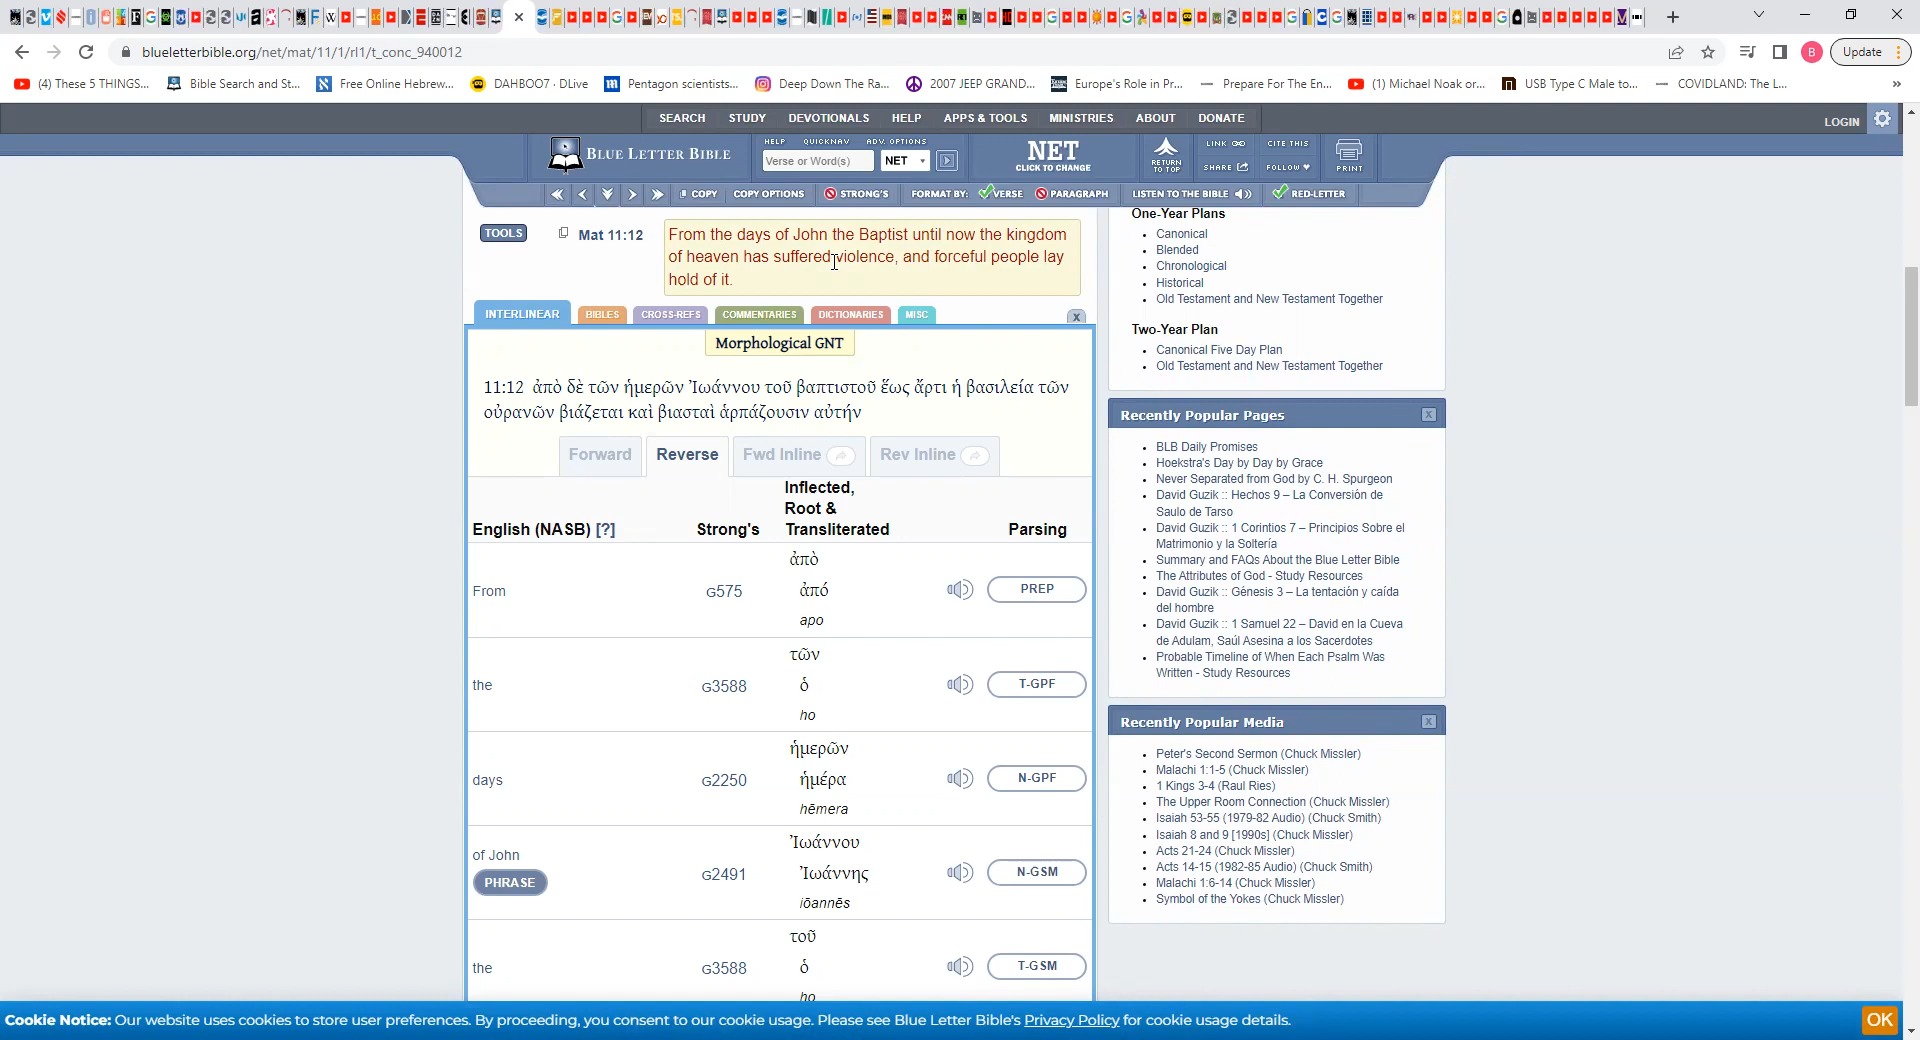 blueletterbible.org/net/mat/11/1/rl1/t_conc_940012
Update
(4) These 5 THINGS...
Bible Search and St...
Free Online Hebrew...
DAHBOO7 · DLive
Pentagon scientists...
Deep Down The Ra...
2007 JEEP GRAND...
Europe's Role in Pr...
Prepare For The En...
(1) Michael Noak or...
USB Type C Male to...
COVIDLAND: The L...
SEARCH STUDY DEVOTIONALS HELP APPS & TOOLS MINISTRIES ABOUT DONATE
LOGIN
BLUE LETTER BIBLE
HELP QUICKNAV ADV. OPTIONS
Verse or Word(s)
NET
NET
CLICK TO CHANGE
RETURN
TO TOP
LINK
CITE THIS
SHARE
FOLLOW
PRINT
COPY COPY OPTIONS STRONG'S FORMAT BY: VERSE PARAGRAPH LISTEN TO THE BIBLE RED-LETTER
TOOLS
Mat 11:12
From the days of John the Baptist until now the kingdom
of heaven has suffered violence, and forceful people lay
hold of it.
INTERLINEAR BIBLES CROSS-REFS COMMENTARIES DICTIONARIES MISC
x
Morphological GNT
11:12 ἀπὸ δὲ τῶν ἡμερῶν Ἰωάννου τοῦ βαπτιστοῦ ἕως ἄρτι ἡ βασιλεία τῶν
οὐρανῶν βιάζεται καὶ βιασταὶ ἁρπάζουσιν αὐτήν
Forward Reverse Fwd Inline Rev Inline
English (NASB) [?]
Strong's
Inflected,
Root &
Transliterated
Parsing
From
G575
ἀπὸ
ἀπό
apo
PREP
the
G3588
τῶν
ὁ
ho
T-GPF
days
G2250
ἡμερῶν
ἡμέρα
hēmera
N-GPF
of John
PHRASE
G2491
Ἰωάννου
Ἰωάννης
iōannēs
N-GSM
the
G3588
τοῦ
ὁ
ho
T-GSM
One-Year Plans
Canonical
Blended
Chronological
Historical
Old Testament and New Testament Together
Two-Year Plan
Canonical Five Day Plan
Old Testament and New Testament Together
Recently Popular Pages
x
BLB Daily Promises
Hoekstra's Day by Day by Grace
Never Separated from God by C. H. Spurgeon
David Guzik :: Hechos 9 – La Conversión de
Saulo de Tarso
David Guzik :: 1 Corintios 7 – Principios Sobre el
Matrimonio y la Soltería
Summary and FAQs About the Blue Letter Bible
The Attributes of God - Study Resources
David Guzik :: Génesis 3 – La tentación y caída
del hombre
David Guzik :: 1 Samuel 22 – David en la Cueva
de Adulam, Saúl Asesina a los Sacerdotes
Probable Timeline of When Each Psalm Was
Written - Study Resources
Recently Popular Media
x
Peter's Second Sermon (Chuck Missler)
Malachi 1:1-5 (Chuck Missler)
1 Kings 3-4 (Raul Ries)
The Upper Room Connection (Chuck Missler)
Isaiah 53-55 (1979-82 Audio) (Chuck Smith)
Isaiah 8 and 9 [1990s] (Chuck Missler)
Acts 21-24 (Chuck Missler)
Acts 14-15 (1982-85 Audio) (Chuck Smith)
Malachi 1:6-14 (Chuck Missler)
Symbol of the Yokes (Chuck Missler)
Cookie Notice: Our website uses cookies to store user preferences. By proceeding, you consent to our cookie usage. Please see Blue Letter Bible's Privacy Policy for cookie usage details.
OK